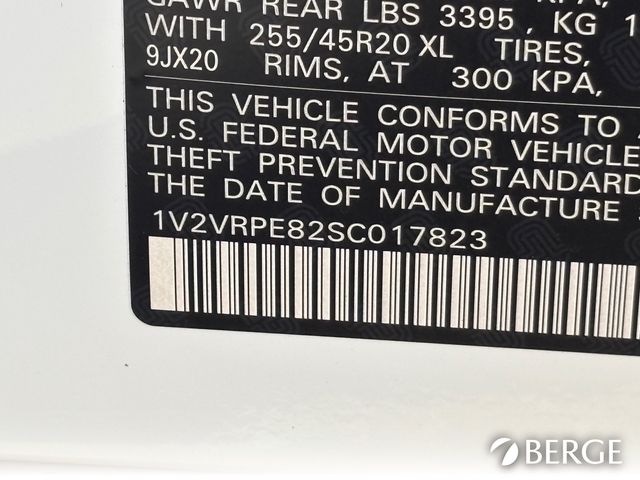 GAWR REAR LBS 3395, KG 1
WITH 255/45R20 XL TIRES,
9JX20 RIMS, AT 300 KPA,
THIS VEHICLE CONFORMS TO
U.S. FEDERAL MOTOR VEHICLE
THEFT PREVENTION STANDARD
THE DATE OF MANUFACTURE
1V2VRPE82SC017823
BERGE